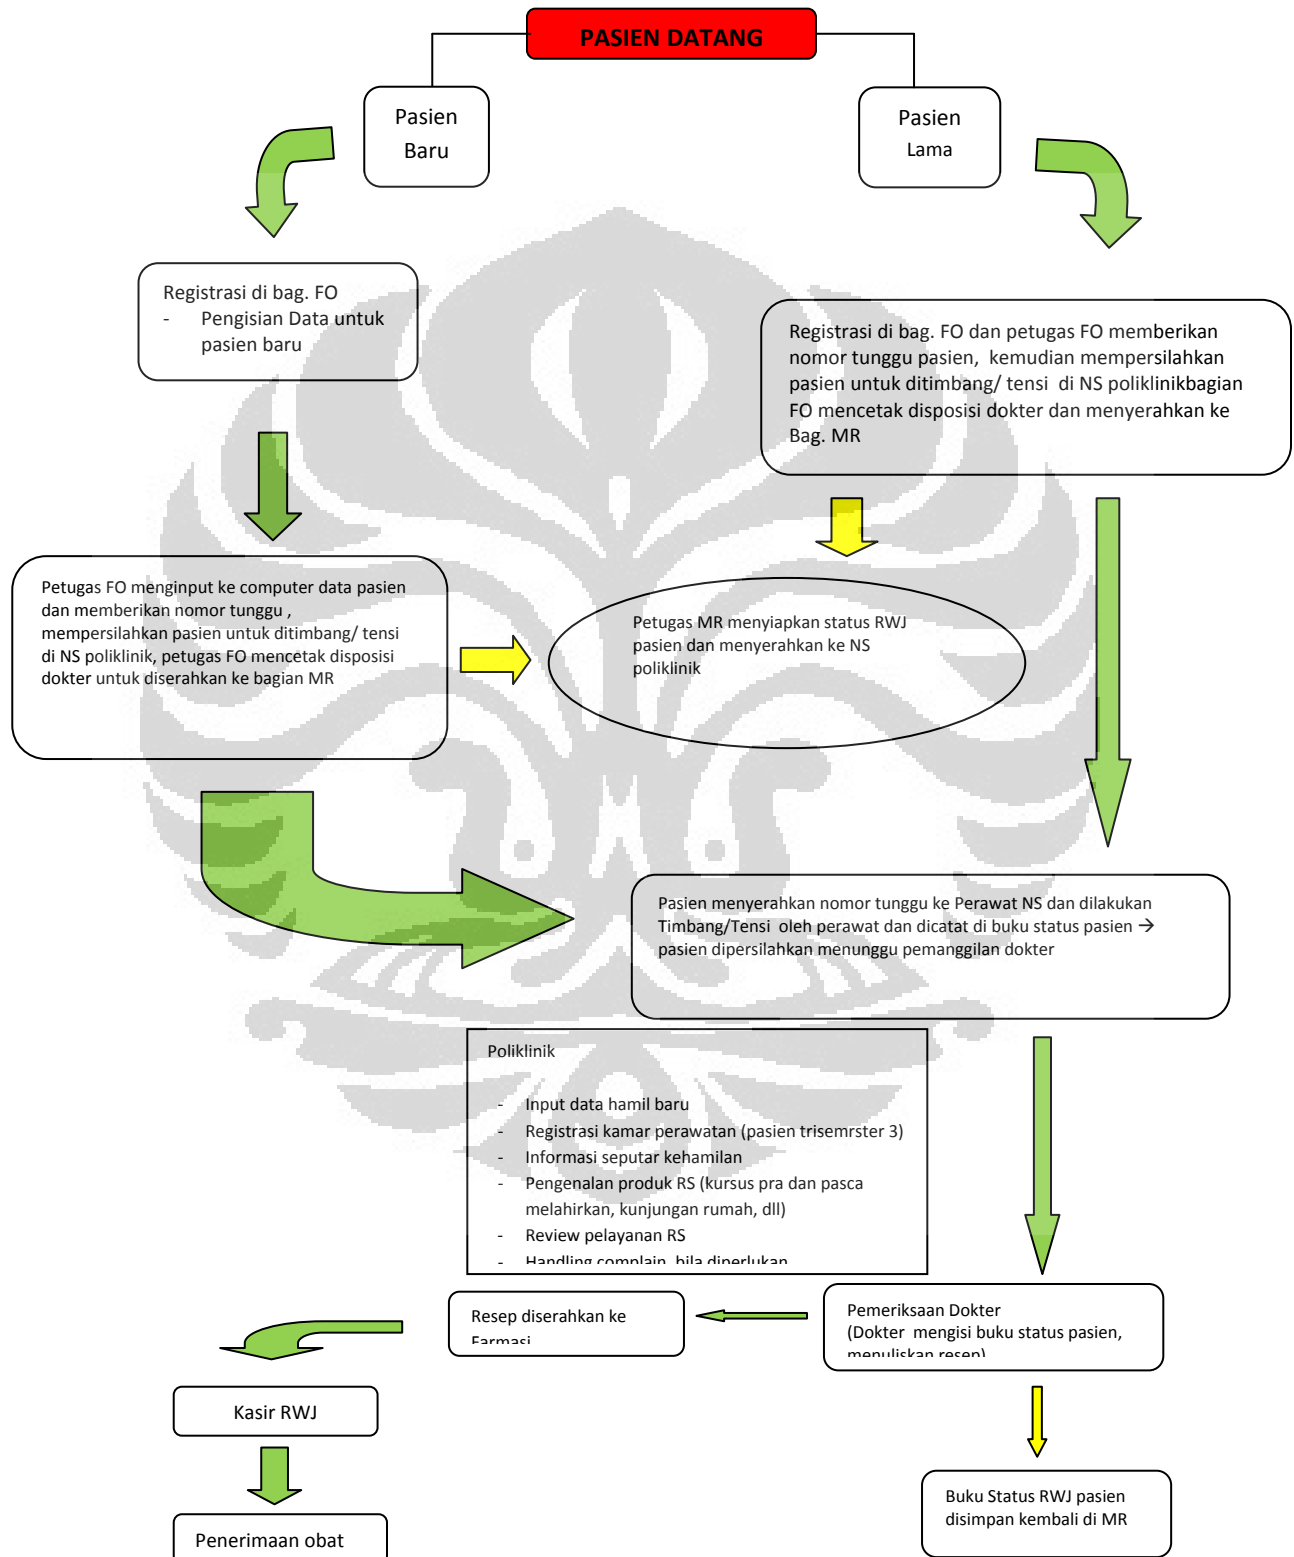 PASIEN DATANG
Pasien
Baru
Pasien
Lama
Registrasi di bag. FO
- Pengisian Data untuk
pasien baru
Registrasi di bag. FO dan petugas FO memberikan
nomor tunggu pasien, kemudian mempersilahkan
pasien untuk ditimbang/ tensi di NS poliklinikbagian
FO mencetak disposisi dokter dan menyerahkan ke
Bag. MR
Petugas FO menginput ke computer data pasien
dan memberikan nomor tunggu ,
mempersilahkan pasien untuk ditimbang/ tensi
di NS poliklinik, petugas FO mencetak disposisi
dokter untuk diserahkan ke bagian MR
Petugas MR menyiapkan status RWJ
pasien dan menyerahkan ke NS
poliklinik
Pasien menyerahkan nomor tunggu ke Perawat NS dan dilakukan
Timbang/Tensi oleh perawat dan dicatat di buku status pasien →
pasien dipersilahkan menunggu pemanggilan dokter
Poliklinik
- Input data hamil baru
- Registrasi kamar perawatan (pasien trisemrster 3)
- Informasi seputar kehamilan
- Pengenalan produk RS (kursus pra dan pasca
melahirkan, kunjungan rumah, dll)
- Review pelayanan RS
- Handling complain, bila diperlukan
Resep diserahkan ke
Farmasi
Pemeriksaan Dokter
(Dokter mengisi buku status pasien,
menuliskan resep)
Kasir RWJ
Buku Status RWJ pasien
disimpan kembali di MR
Penerimaan obat